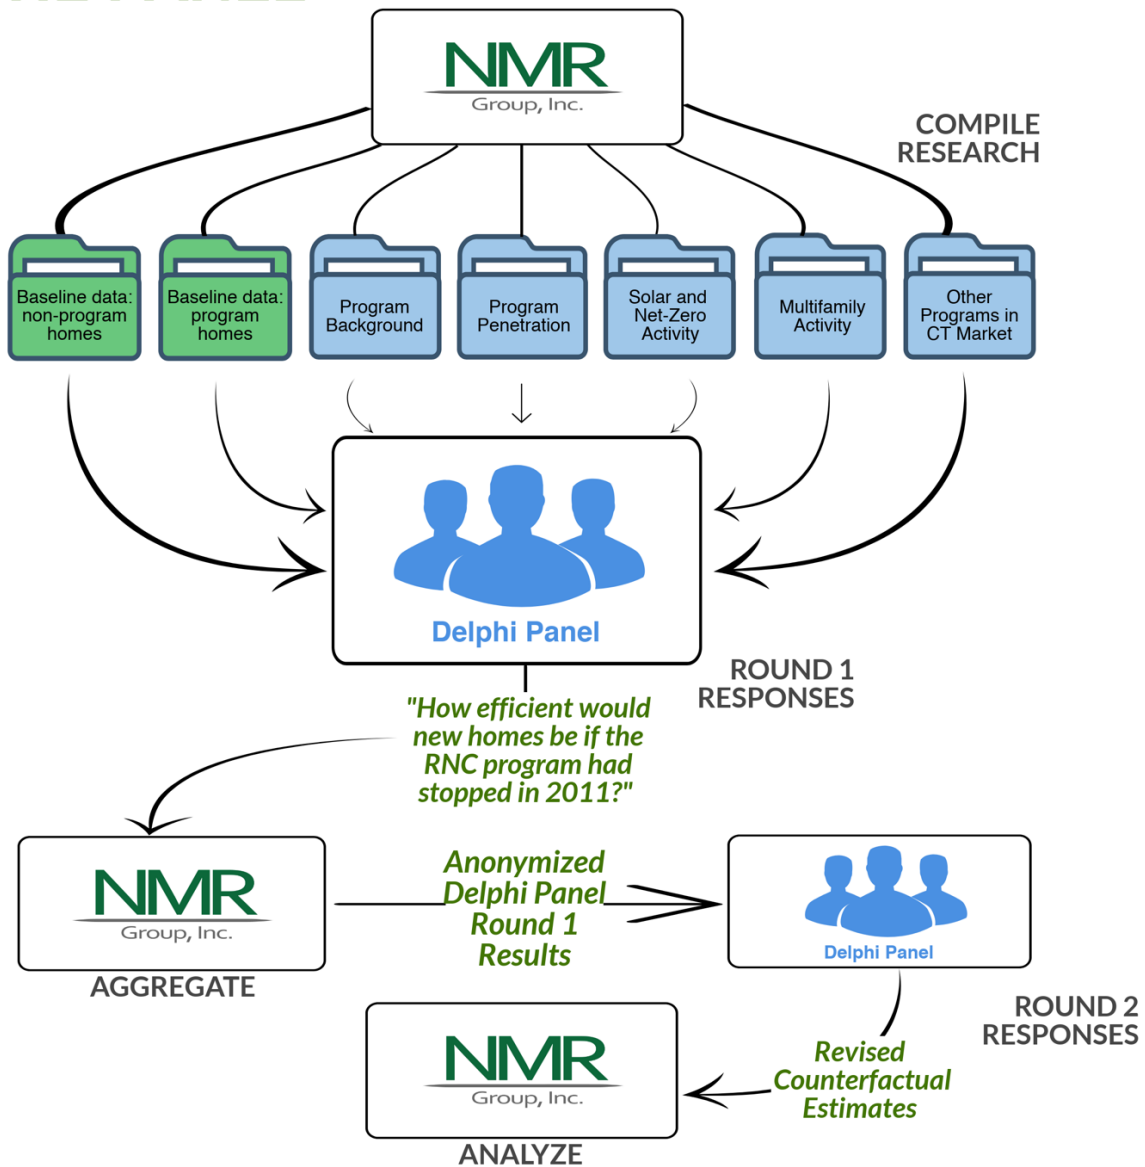 NMR
Group, Inc.
COMPILE
RESEARCH
Baseline data:
non-program
homes
Baseline data:
program
homes
Program
Background
Program
Penetration
Solar and
Net-Zero
Activity
Multifamily
Activity
Other
Programs in
CT Market
Delphi Panel
ROUND 1
RESPONSES
"How efficient would
new homes be if the
RNC program had
stopped in 2011?"
NMR
Group, Inc.
AGGREGATE
Anonymized
Delphi Panel
Round 1
Results
Delphi Panel
ROUND 2
RESPONSES
Revised
Counterfactual
Estimates
NMR
Group, Inc.
ANALYZE